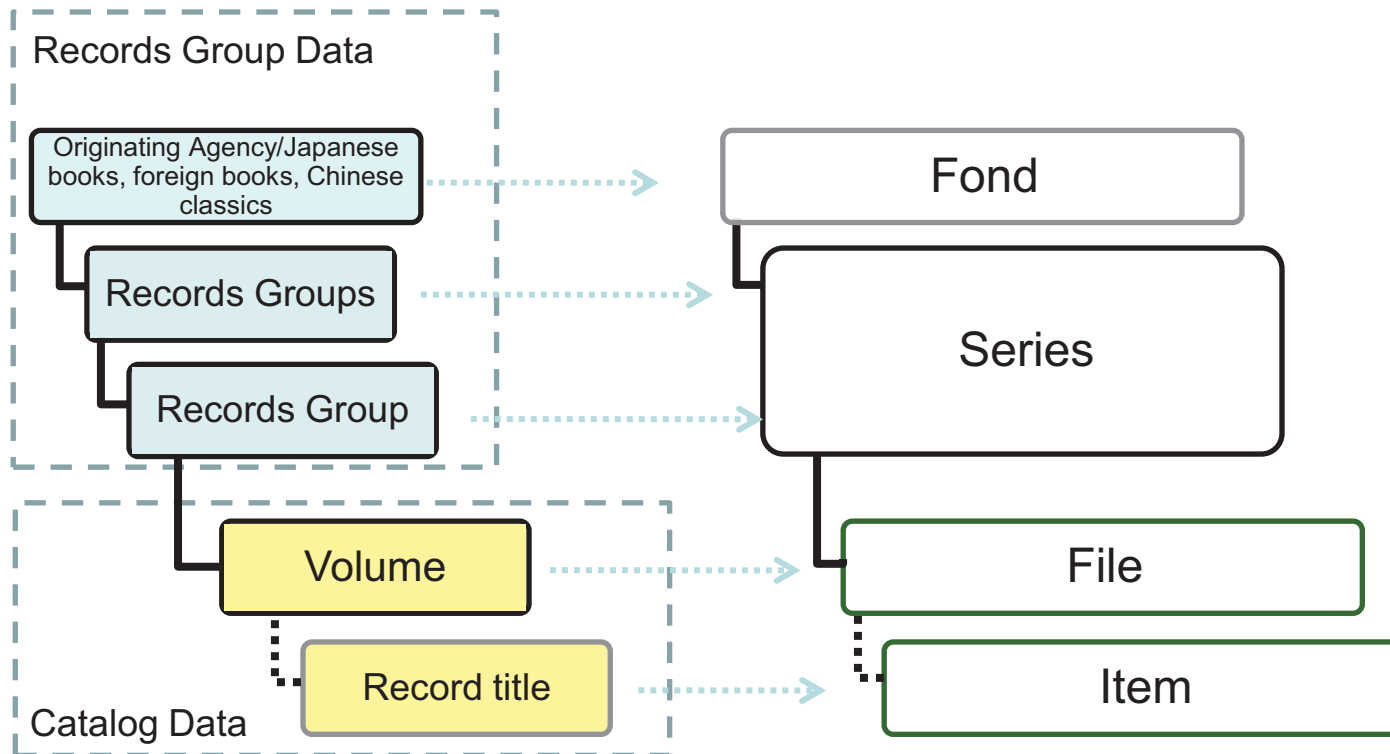 Records Group Data
Originating Agency/Japanese
books, foreign books, Chinese
classics
Fond
Records Groups
Series
Records Group
Volume
File
Record title
Item
Catalog Data